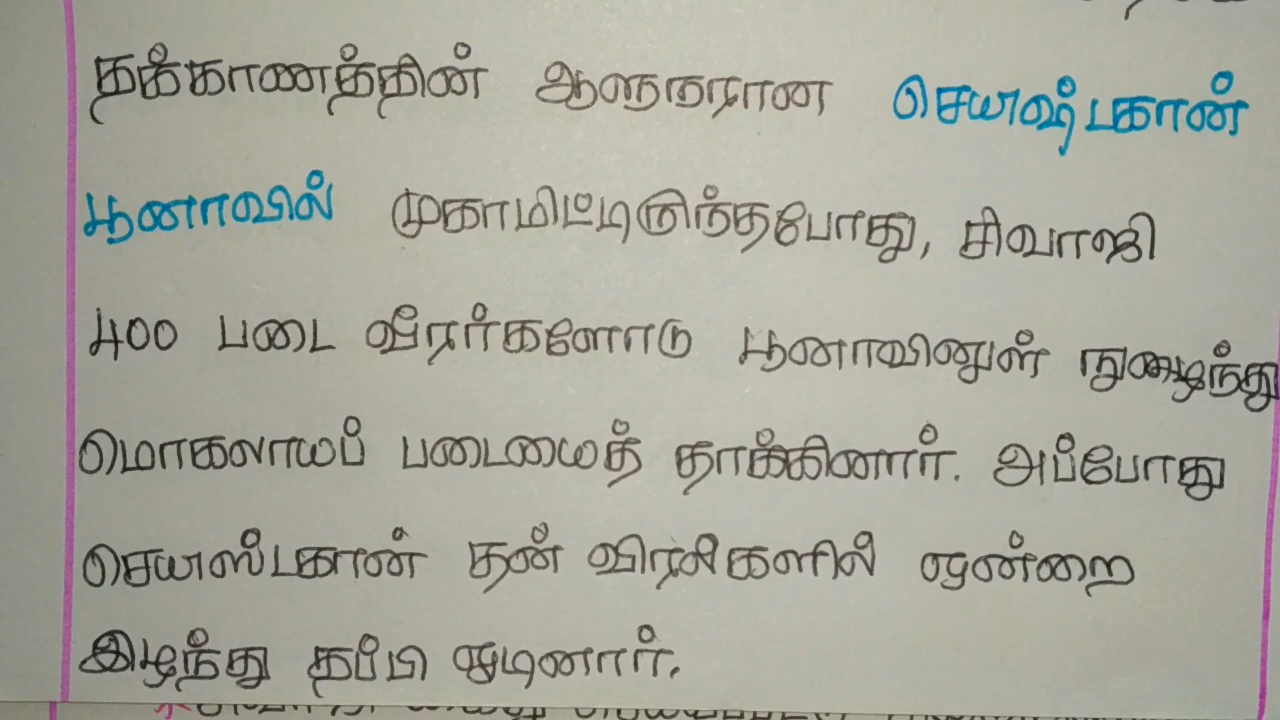 தக்காணத்தின் ஆளுநரான செயிஷ்டகான்
பூனாவில் முகாமிட்டிருந்தபோது, சிவாஜி
400 படை வீரர்களோடு பூனாவினுள் நுழைந்து
மொகலாயப் படையைத் தாக்கினார். அப்போது
செயிஸ்டகான் தன் விரல்களில் மூன்றை
இழந்து தப்பி ஓடினார்.